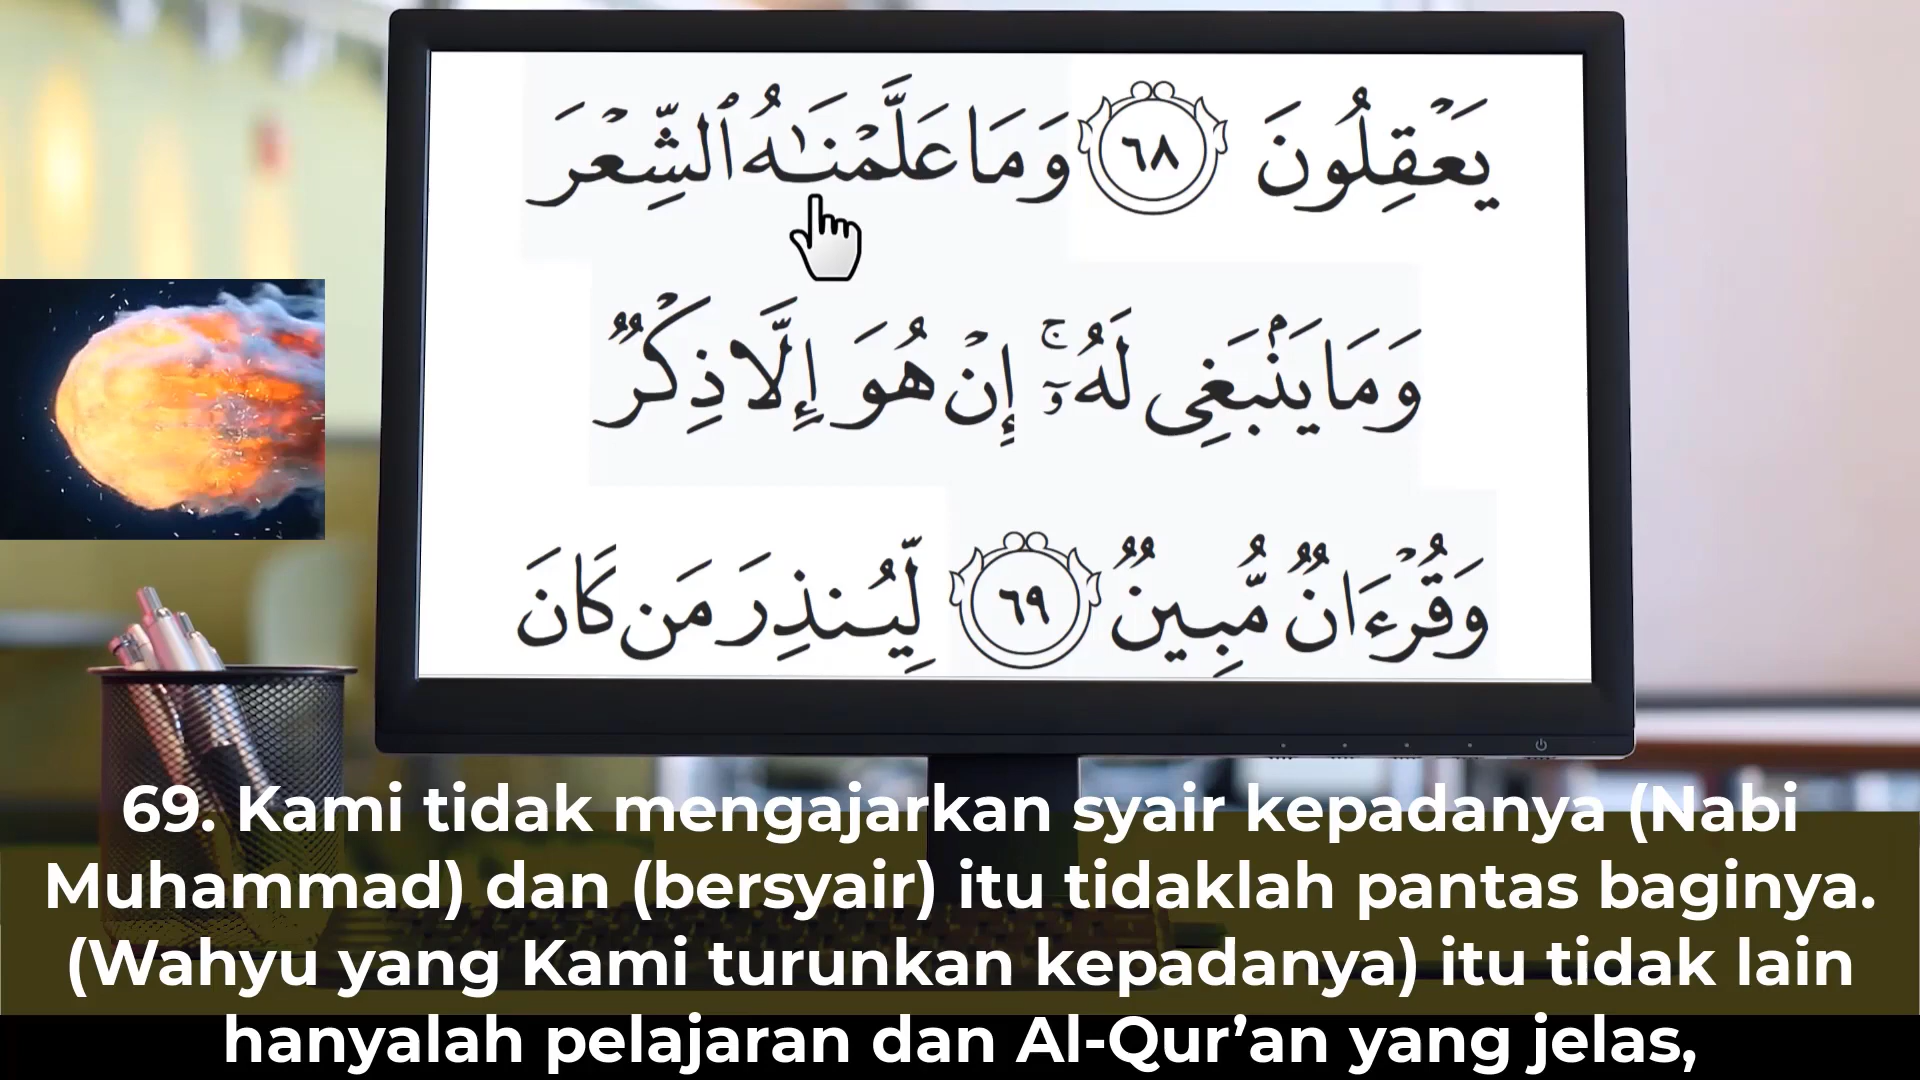 يَعْقِلُونَ ٦٨ وَمَا عَلَّمْنَـٰهُ ٱلشِّعْرَ
وَمَا يَنۢبَغِى لَهُۥٓ ۚ إِنْ هُوَ إِلَّا ذِكْرٌ
وَقُرْءَانٌ مُّبِينٌ ٦٩ لِّيُنذِرَ مَن كَانَ
69. Kami tidak mengajarkan syair kepadanya (Nabi
Muhammad) dan (bersyair) itu tidaklah pantas baginya.
(Wahyu yang Kami turunkan kepadanya) itu tidak lain
hanyalah pelajaran dan Al-Qur’an yang jelas,